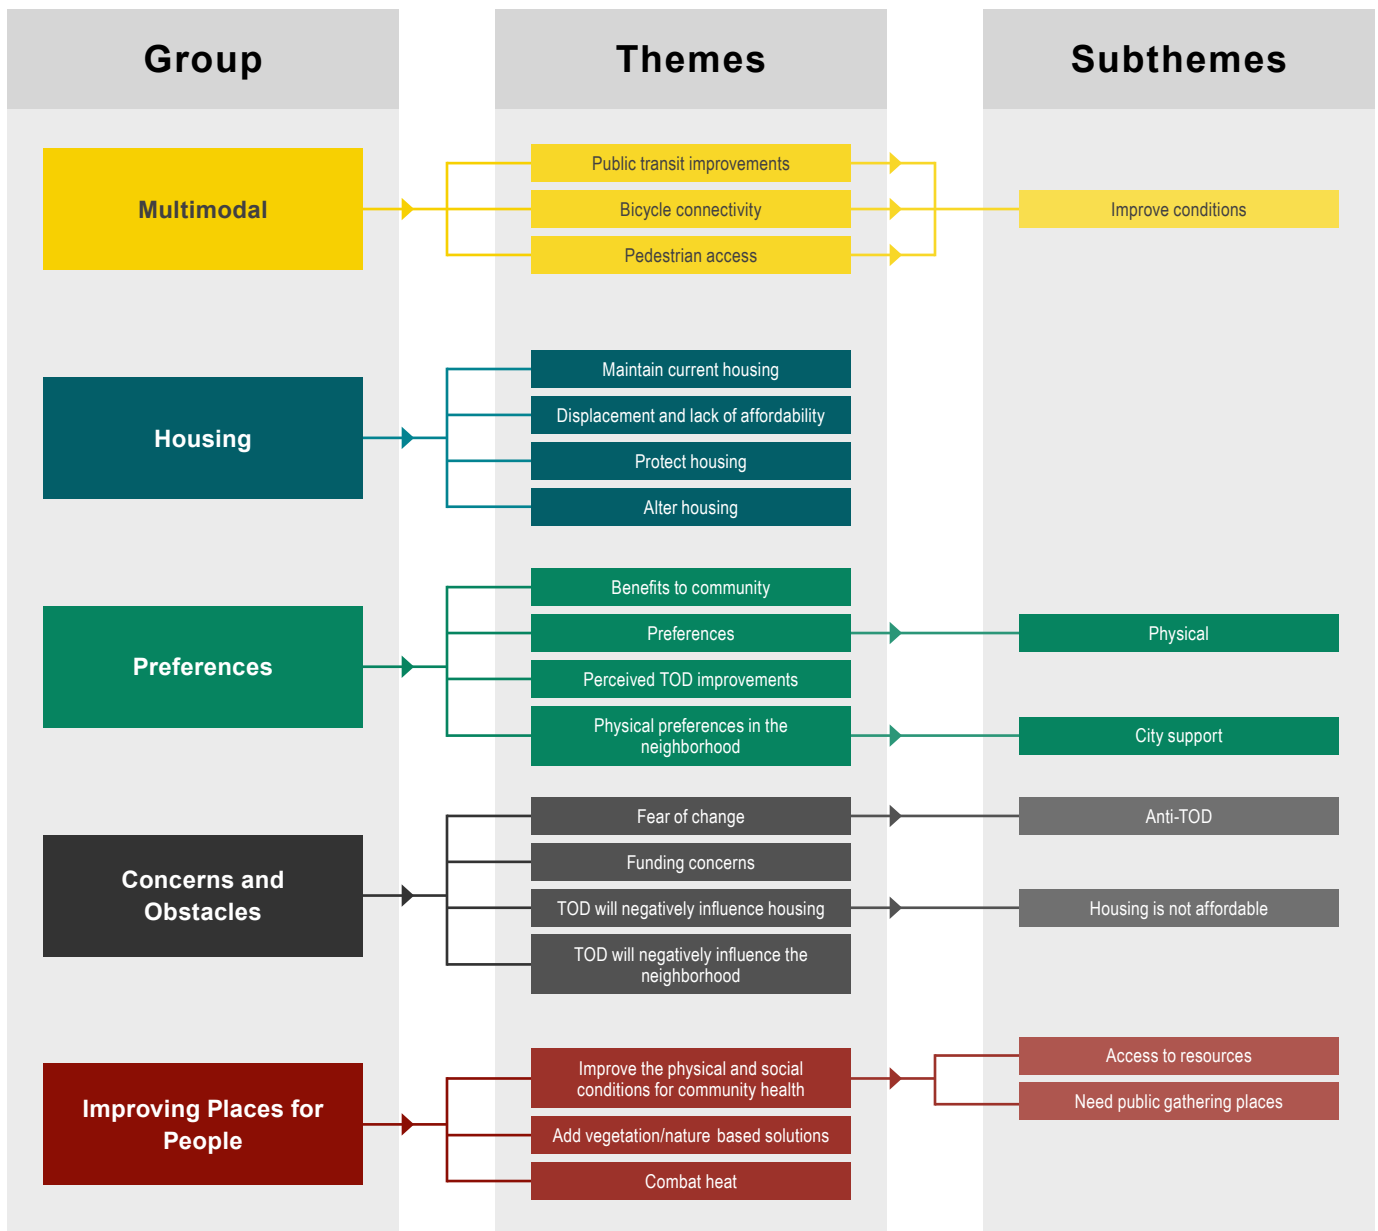 Group
Themes
Subthemes
Multimodal
Public transit improvements
Bicycle connectivity
Pedestrian access
Improve conditions
Housing
Maintain current housing
Displacement and lack of affordability
Protect housing
Alter housing
Preferences
Benefits to community
Preferences
Perceived TOD improvements
Physical preferences in the
neighborhood
Physical
City support
Concerns and
Obstacles
Fear of change
Funding concerns
TOD will negatively influence housing
TOD will negatively influence the
neighborhood
Anti-TOD
Housing is not affordable
Improving Places for
People
Improve the physical and social
conditions for community health
Add vegetation/nature based solutions
Combat heat
Access to resources
Need public gathering places